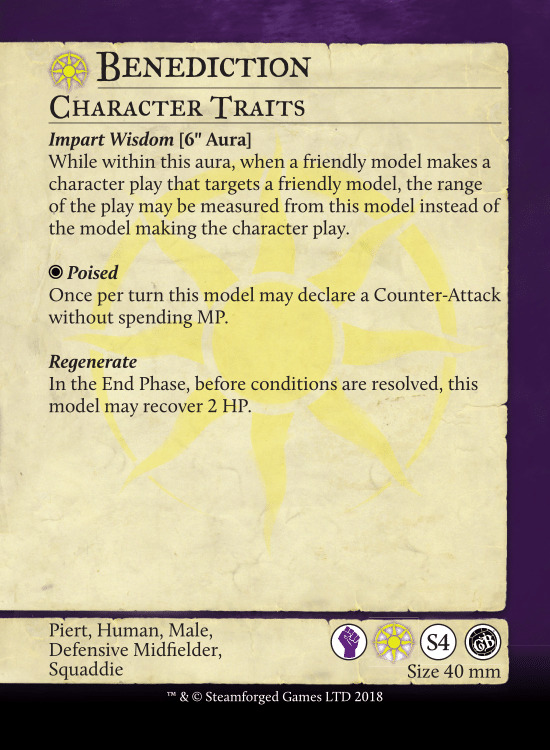 Benediction
Character Traits
Impart Wisdom [6" Aura]
While within this aura, when a friendly model makes a
character play that targets a friendly model, the range
of the play may be measured from this model instead of
the model making the character play.
Poised
Once per turn this model may declare a Counter-Attack
without spending MP.
Regenerate
In the End Phase, before conditions are resolved, this
model may recover 2 HP.
Piert, Human, Male,
Defensive Midfielder,
Squaddie
S4
Size 40 mm
™ & © Steamforged Games LTD 2018